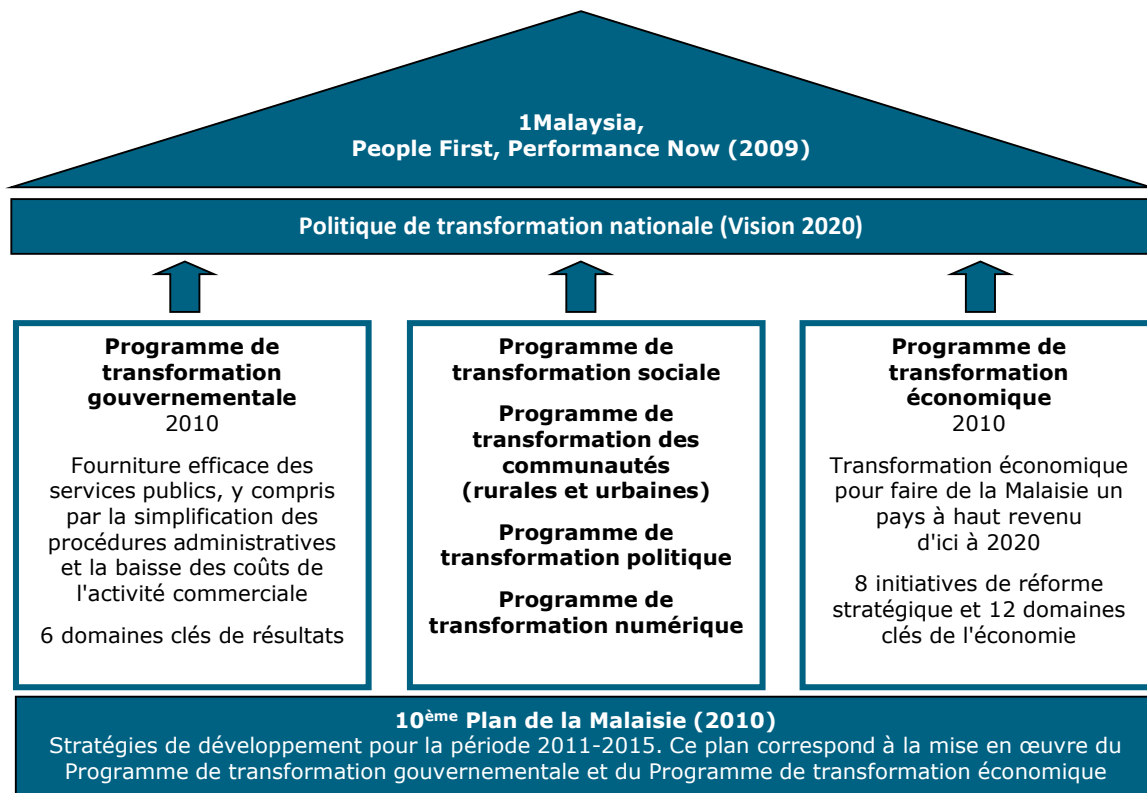 1Malaysia,
People First, Performance Now (2009)
Politique de transformation nationale (Vision 2020)
Programme de
transformation
gouvernementale
2010
Fourniture efficace des
services publics, y compris
par la simplification des
procédures administratives
et la baisse des coûts de
l'activité commerciale
6 domaines clés de résultats
Programme de
transformation sociale
Programme de
transformation des
communautés
(rurales et urbaines)
Programme de
transformation politique
Programme de
transformation numérique
Programme de
transformation
économique
2010
Transformation économique
pour faire de la Malaisie un
pays à haut revenu
d'ici à 2020
8 initiatives de réforme
stratégique et 12 domaines
clés de l'économie
10ème Plan de la Malaisie (2010)
Stratégies de développement pour la période 2011-2015. Ce plan correspond à la mise en œuvre du
Programme de transformation gouvernementale et du Programme de transformation économique